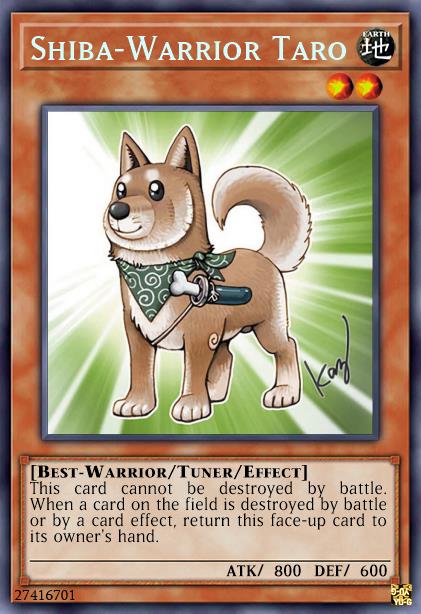 Shiba-Warrior Taro
EARTH
地
[Best-Warrior/Tuner/Effect]
This card cannot be destroyed by battle.
When a card on the field is destroyed by battle
or by a card effect, return this face-up card to
its owner's hand.
ATK/ 800 DEF/ 600
27416701